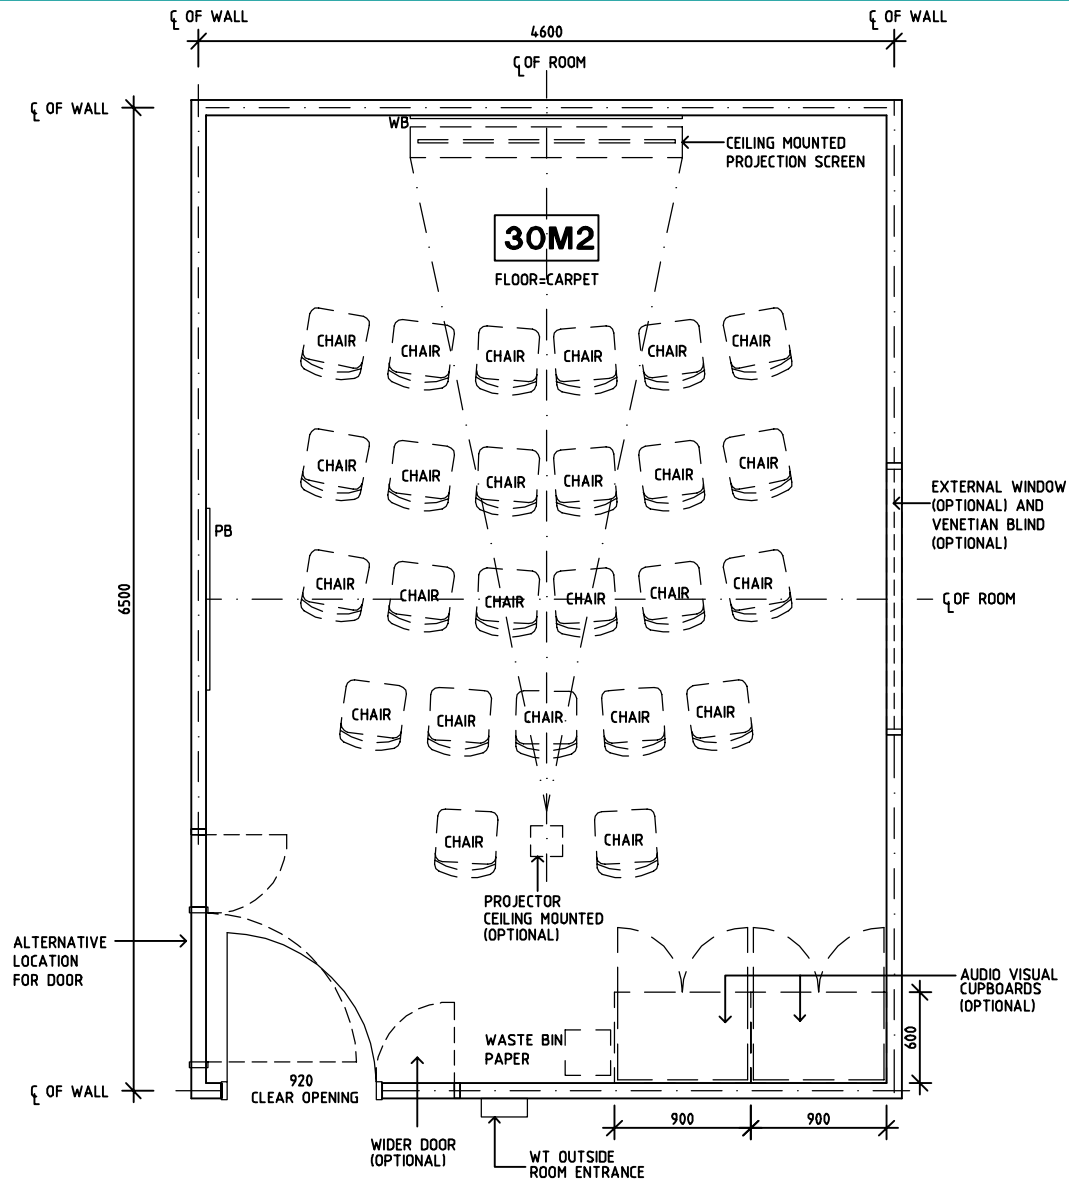 ℄ OF WALL
℄ OF WALL
4600
℄ OF ROOM
℄ OF WALL
WB
CEILING MOUNTED
PROJECTION SCREEN
30M2
FLOOR=CARPET
CHAIR CHAIR CHAIR CHAIR CHAIR CHAIR
CHAIR CHAIR CHAIR CHAIR CHAIR CHAIR
EXTERNAL WINDOW
(OPTIONAL) AND
VENETIAN BLIND
(OPTIONAL)
PB
6500
CHAIR CHAIR CHAIR CHAIR CHAIR CHAIR
℄ OF ROOM
CHAIR CHAIR CHAIR CHAIR CHAIR
CHAIR CHAIR
PROJECTOR
CEILING MOUNTED
(OPTIONAL)
ALTERNATIVE
LOCATION
FOR DOOR
AUDIO VISUAL
CUPBOARDS
(OPTIONAL)
600
WASTE BIN
PAPER
920
CLEAR OPENING
℄ OF WALL
900
900
WIDER DOOR
(OPTIONAL)
WT OUTSIDE
ROOM ENTRANCE